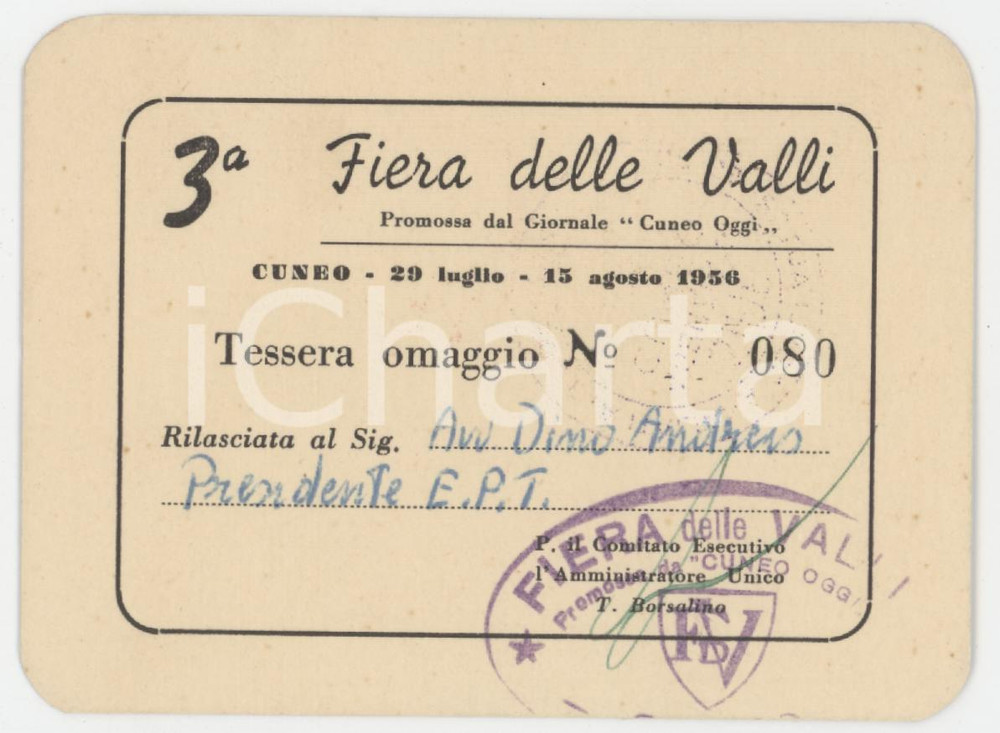 3ª Fiera delle Valli
Promossa dal Giornale “ Cuneo Oggi „
CUNEO - 29 luglio - 15 agosto 1956
Tessera omaggio Nº 080
iCharta
Rilasciata al Sig. Avv Dino Andreis
Presidente E.P.T.
P. il Comitato Esecutivo
l'Amministratore Unico
T. Borsalino
★ FIERA delle VALLI
Promossa da "CUNEO OGGI
FDV